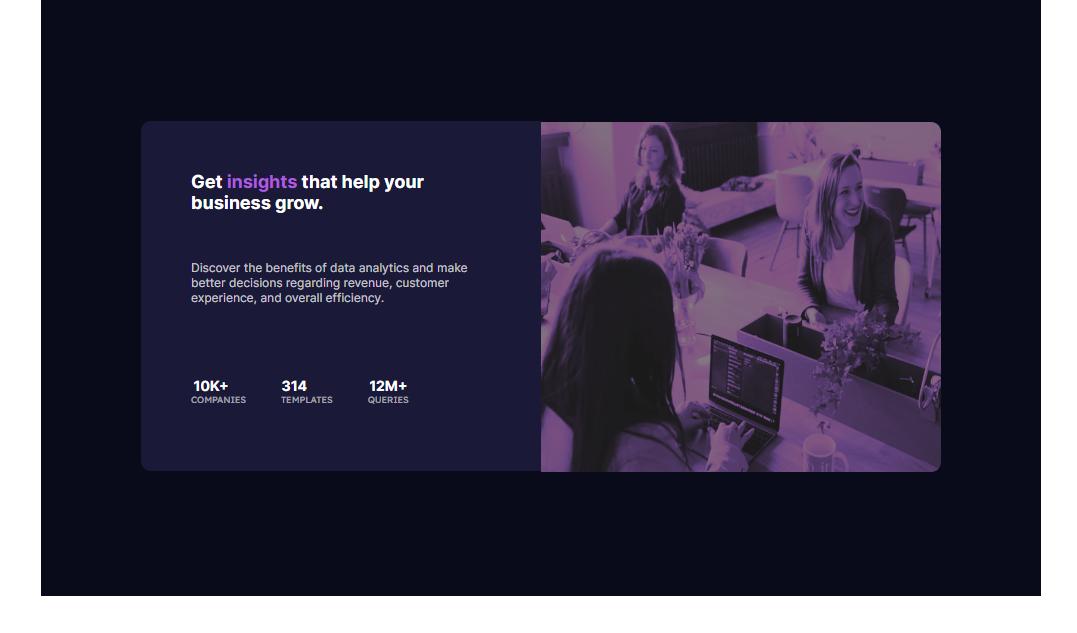 Get insights that help your
business grow.
Discover the benefits of data analytics and make
better decisions regarding revenue, customer
experience, and overall efficiency.
10K+ 314 12M+
COMPANIES TEMPLATES QUERIES